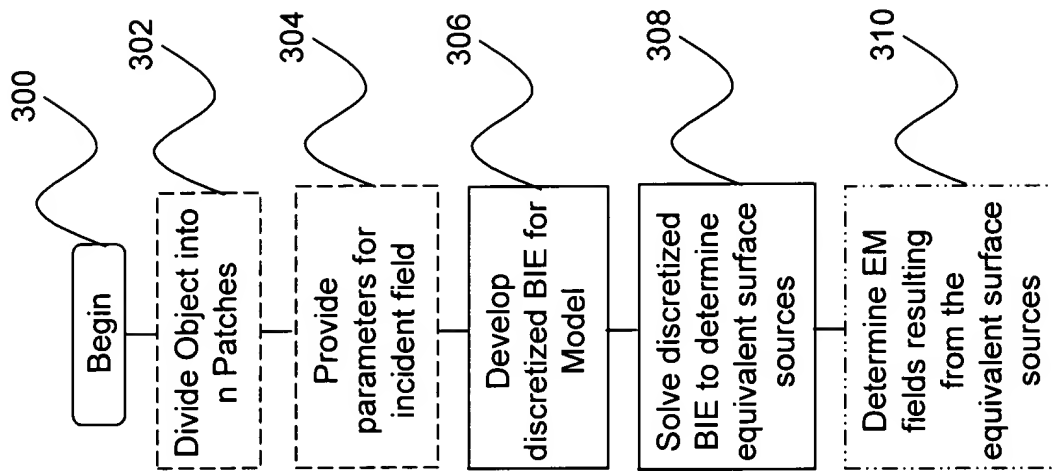 300
Begin
302
Divide Object into
n Patches
304
Provide
parameters for
incident field
306
Develop
discretized BIE for
Model
308
Solve discretized
BIE to determine
equivalent surface
sources
310
Determine EM
fields resulting
from the
equivalent surface
sources